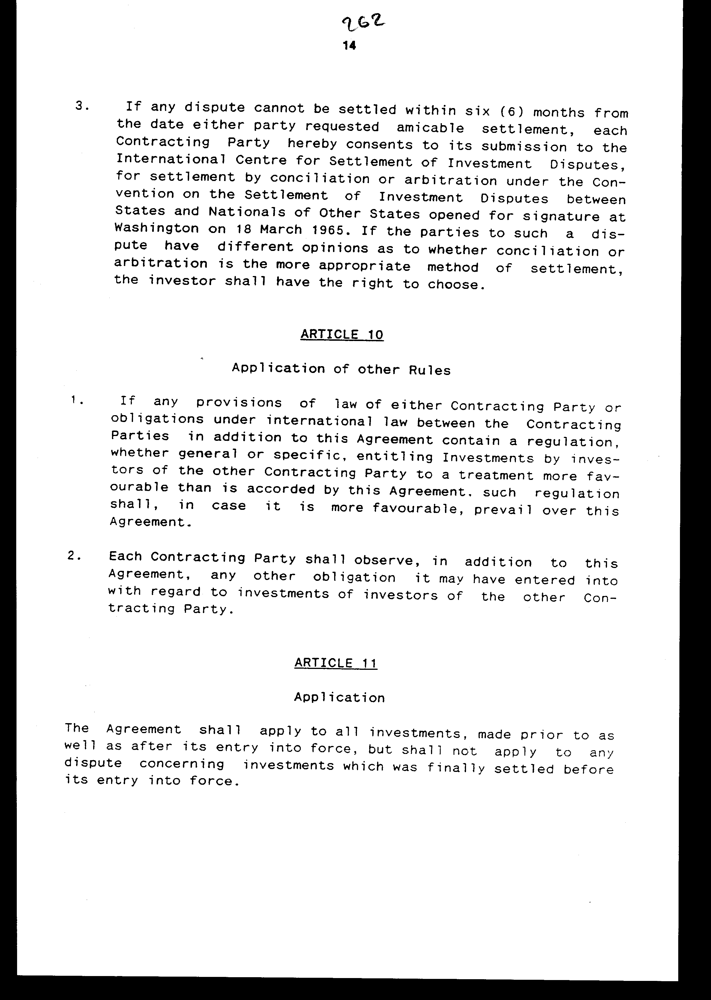 262
14
3. If any dispute cannot be settled within six (6) months from
the date either party requested amicable settlement, each
Contracting Party hereby consents to its submission to the
International Centre for Settlement of Investment Disputes,
for settlement by conciliation or arbitration under the Con-
vention on the Settlement of Investment Disputes between
States and Nationals of Other States opened for signature at
Washington on 18 March 1965. If the parties to such a dis-
pute have different opinions as to whether conciliation or
arbitration is the more appropriate method of settlement,
the investor shall have the right to choose.
ARTICLE 10
Application of other Rules
1. If any provisions of law of either Contracting Party or
obligations under international law between the Contracting
Parties in addition to this Agreement contain a regulation,
whether general or specific, entitling Investments by inves-
tors of the other Contracting Party to a treatment more fav-
ourable than is accorded by this Agreement. such regulation
shall, in case it is more favourable, prevail over this
Agreement.
2. Each Contracting Party shall observe, in addition to this
Agreement, any other obligation it may have entered into
with regard to investments of investors of the other Con-
tracting Party.
ARTICLE 11
Application
The Agreement shall apply to all investments, made prior to as
well as after its entry into force, but shall not apply to any
dispute concerning investments which was finally settled before
its entry into force.